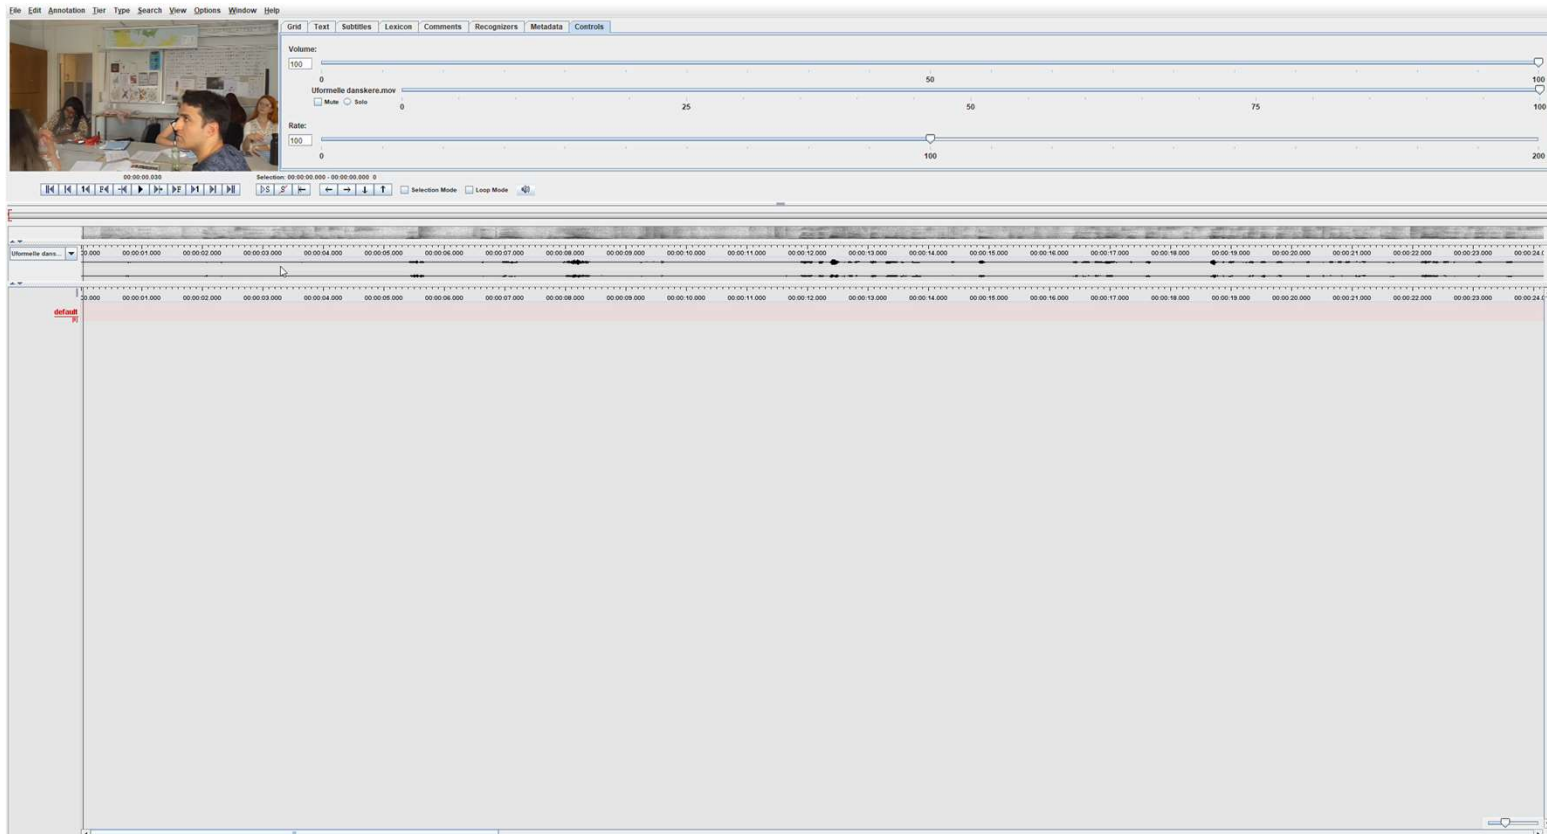 File Edit Annotation Tier Type Search View Options Window Help
Grid Text Subtitles Lexicon Comments Recognizers Metadata Controls
Volume:
100
0 50 100
Uformelle danskere.mov
Mute Solo
0 25 50 75 100
Rate:
100
0 100 200
00:00:00.030
Selection: 00:00:00.000 - 00:00:00.000 0
Selection Mode Loop Mode
Uformelle dans...
00:00:01.000 00:00:02.000 00:00:03.000 00:00:04.000 00:00:05.000 00:00:06.000 00:00:07.000 00:00:08.000 00:00:09.000 00:00:10.000 00:00:11.000 00:00:12.000 00:00:13.000 00:00:14.000 00:00:15.000 00:00:16.000 00:00:17.000 00:00:18.000 00:00:19.000 00:00:20.000 00:00:21.000 00:00:22.000 00:00:23.000
00:00:01.000 00:00:02.000 00:00:03.000 00:00:04.000 00:00:05.000 00:00:06.000 00:00:07.000 00:00:08.000 00:00:09.000 00:00:10.000 00:00:11.000 00:00:12.000 00:00:13.000 00:00:14.000 00:00:15.000 00:00:16.000 00:00:17.000 00:00:18.000 00:00:19.000 00:00:20.000 00:00:21.000 00:00:22.000 00:00:23.000
default
[0]